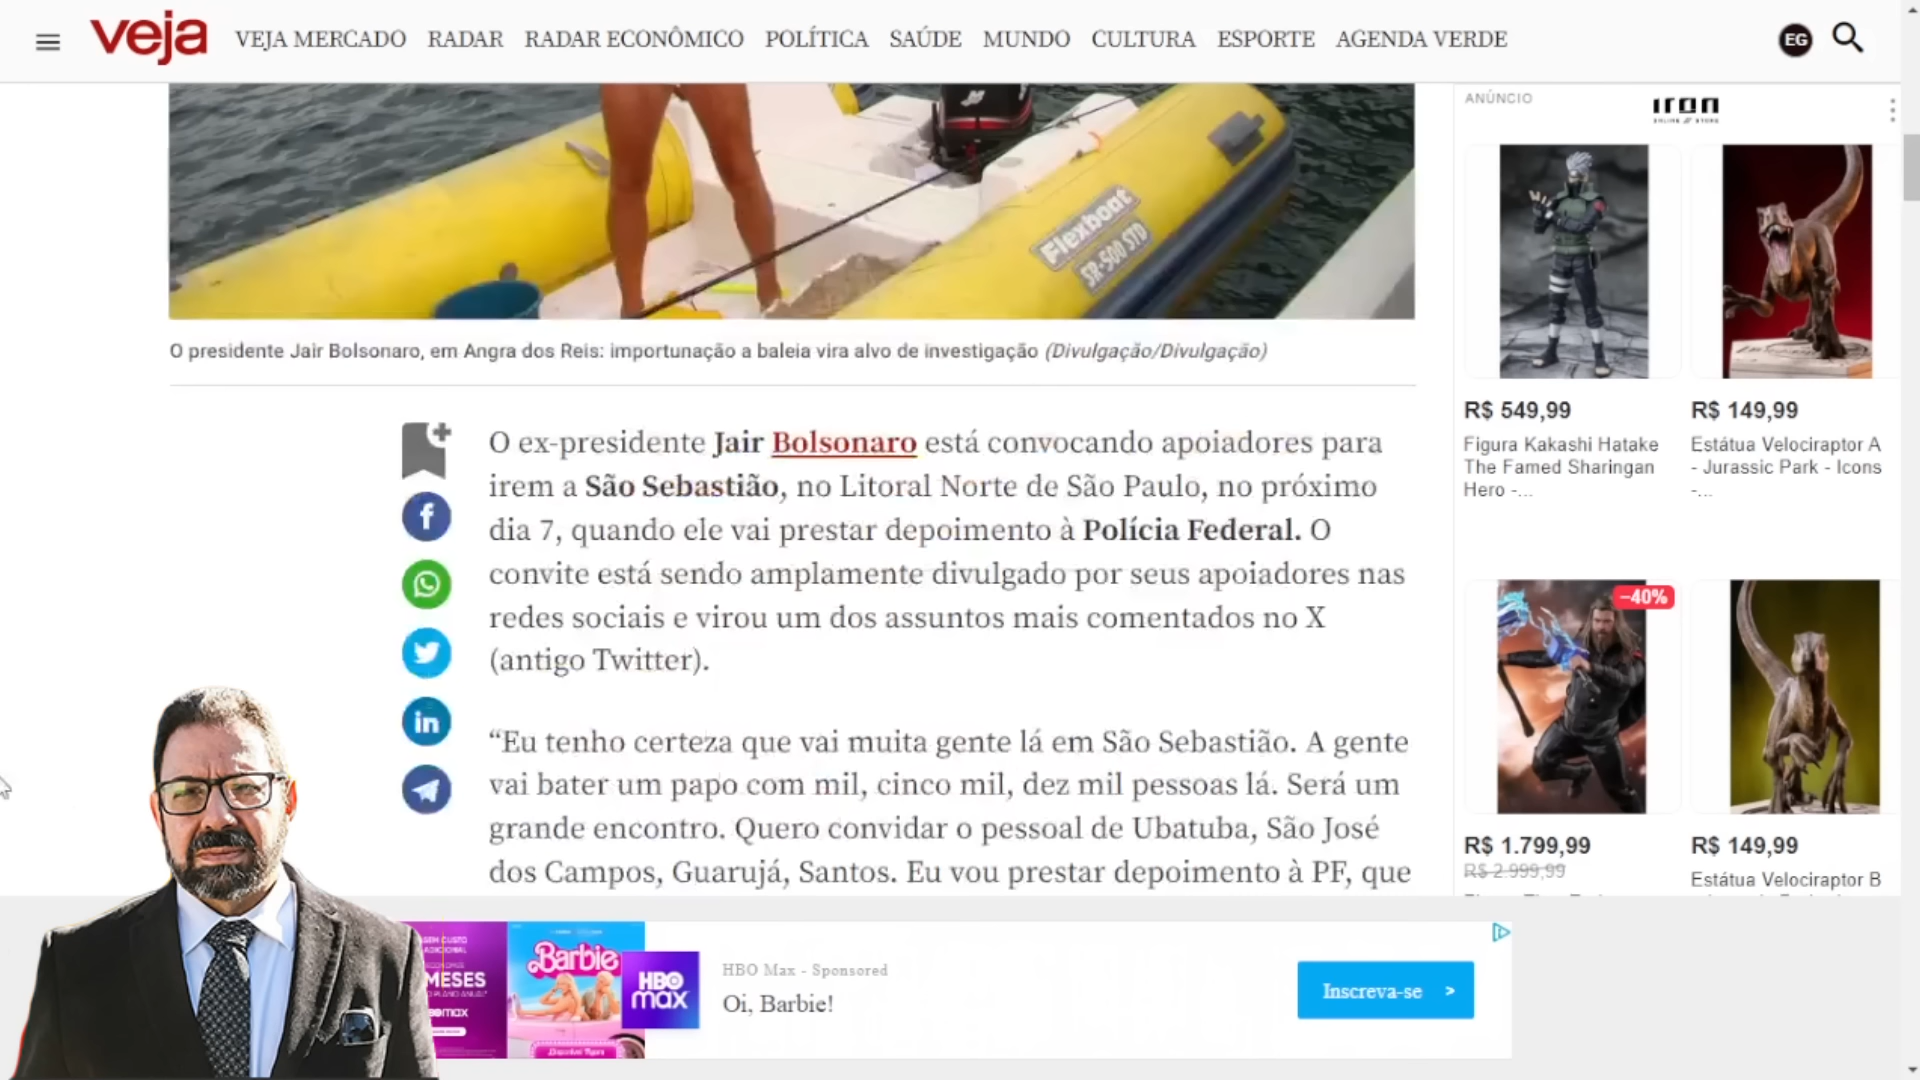 veja
VEJA MERCADO RADAR RADAR ECONÔMICO POLÍTICA SAÚDE MUNDO CULTURA ESPORTE AGENDA VERDE
EG
Flexboat
SR-500 STD
O presidente Jair Bolsonaro, em Angra dos Reis: importunação a baleia vira alvo de investigação (Divulgação/Divulgação)
O ex-presidente Jair Bolsonaro está convocando apoiadores para
irem a São Sebastião, no Litoral Norte de São Paulo, no próximo
dia 7, quando ele vai prestar depoimento à Polícia Federal. O
convite está sendo amplamente divulgado por seus apoiadores nas
redes sociais e virou um dos assuntos mais comentados no X
(antigo Twitter).
“Eu tenho certeza que vai muita gente lá em São Sebastião. A gente
vai bater um papo com mil, cinco mil, dez mil pessoas lá. Será um
grande encontro. Quero convidar o pessoal de Ubatuba, São José
dos Campos, Guarujá, Santos. Eu vou prestar depoimento à PF, que
ANÚNCIO
IRON
R$ 549,99
Figura Kakashi Hatake
The Famed Sharingan
Hero -...
R$ 149,99
Estátua Velociraptor A
- Jurassic Park - Icons
-...
-40%
R$ 1.799,99
R$ 2.999,99
R$ 149,99
Estátua Velociraptor B
MESES
Barbie
HBO
max
HBO Max - Sponsored
Oi, Barbie!
Inscreva-se >